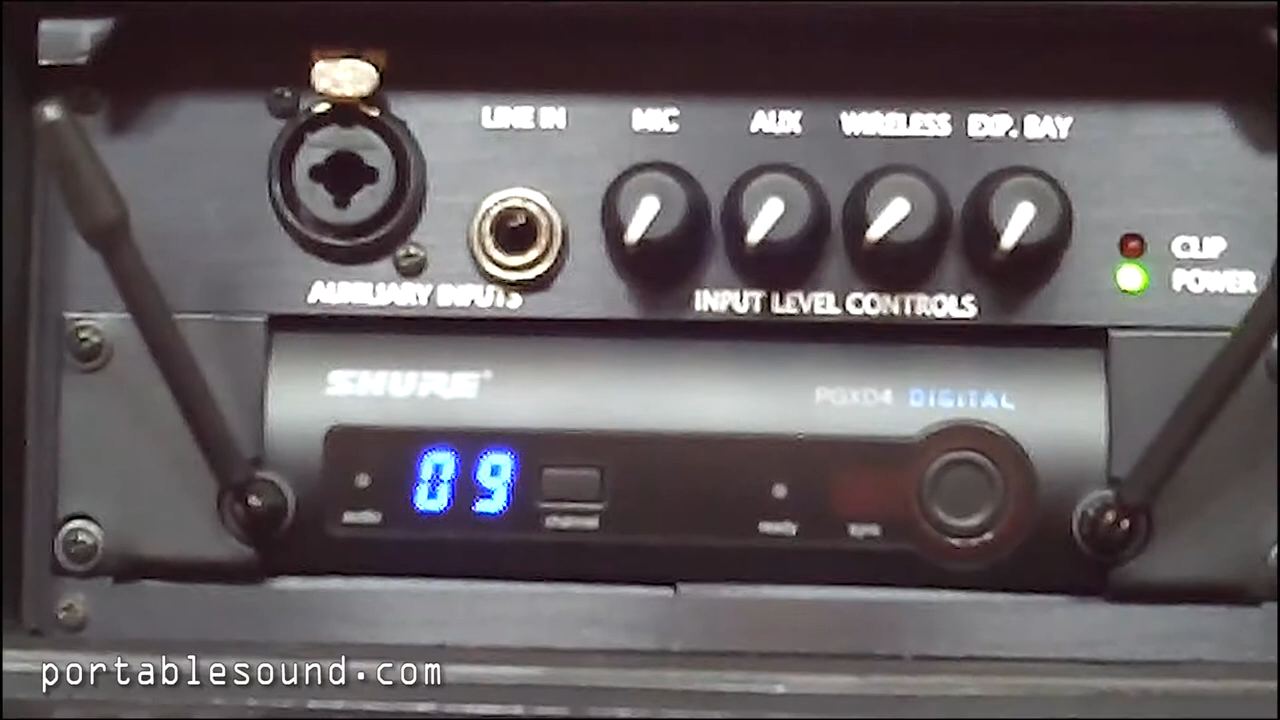 LINE IN MIC AUX WIRELESS EXP. BAY
CLIP
POWER
AUXILIARY INPUTS INPUT LEVEL CONTROLS
SHURE
PGXD4 DIGITAL
09
audio channel ready sync
portablesound.com